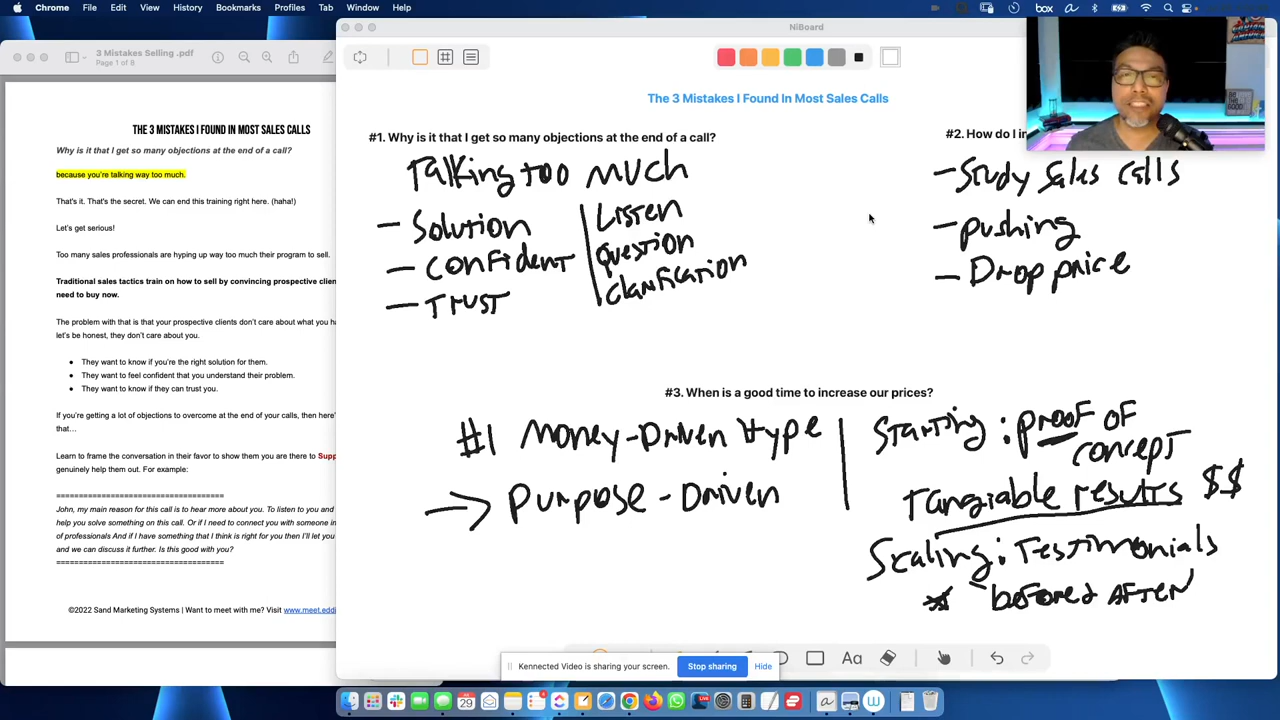 Chrome File Edit View History Bookmarks Profiles Tab Window Help
box
3 Mistakes Selling .pdf
Page 1 of 8
NiBoard
THE 3 MISTAKES I FOUND IN MOST SALES CALLS
Why is it that I get so many objections at the end of a call?
because you're talking way too much.
That's it. That's the secret. We can end this training right here. (haha!)
Let's get serious!
Too many sales professionals are hyping up way too much their program to sell.
Traditional sales tactics train on how to sell by convincing prospective clien
need to buy now.
The problem with that is that your prospective clients don't care about what you ha
let's be honest, they don't care about you.
● They want to know if you're the right solution for them.
● They want to feel confident that you understand their problem.
● They want to know if they can trust you.
If you're getting a lot of objections to overcome at the end of your calls, then here'
that…
Learn to frame the conversation in their favor to show them you are there to Supp
genuinely help them out. For example:
=====================================
John, my main reason for this call is to hear more about you. To listen to you and
help you solve something on this call. Or if I need to connect you with someone in
of professionals And if I have something that I think is right for you then I'll let you
and we can discuss it further. Is this good with you?
=====================================
©2022 Sand Marketing Systems | Want to meet with me? Visit www.meet.eddi
The 3 Mistakes I Found In Most Sales Calls
#1. Why is it that I get so many objections at the end of a call?
Talking too much
- Solution
- confident
- Trust
Listen
Question
Clarification
#2. How do I in
- Study Sales Calls
- pushing
- Drop price
#3. When is a good time to increase our prices?
#1 Money-Driven Hype
→ Purpose - Driven
Starting: proof of
concept
Tangiable results $$
Scaling: Testimonials
* before & AFTER
Aa
Kennected Video is sharing your screen. Stop sharing Hide